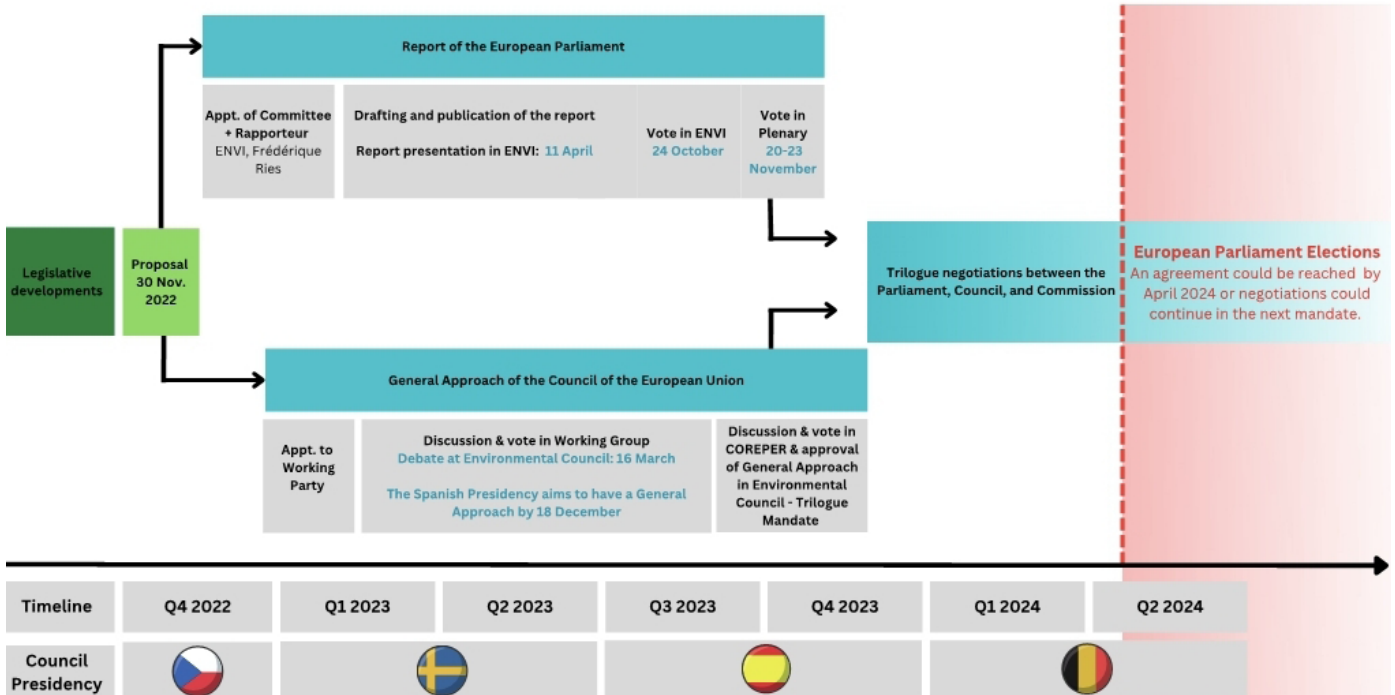 Report of the European Parliament
Appt. of Committee
+ Rapporteur
ENVI, Frédérique
Ries
Drafting and publication of the report
Report presentation in ENVI: 11 April
Vote in ENVI
24 October
Vote in
Plenary
20-23
November
Legislative
developments
Proposal
30 Nov.
2022
Trilogue negotiations between the
Parliament, Council, and Commission
European Parliament Elections
An agreement could be reached by
April 2024 or negotiations could
continue in the next mandate.
General Approach of the Council of the European Union
Appt. to
Working
Party
Discussion & vote in Working Group
Debate at Environmental Council: 16 March
The Spanish Presidency aims to have a General
Approach by 18 December
Discussion & vote in
COREPER & approval
of General Approach
in Environmental
Council - Trilogue
Mandate
Timeline
Q4 2022
Q1 2023
Q2 2023
Q3 2023
Q4 2023
Q1 2024
Q2 2024
Council
Presidency